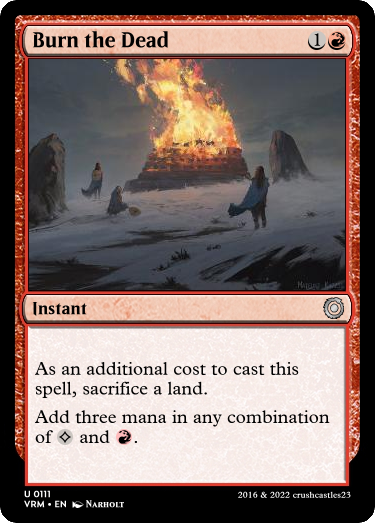 Burn the Dead 1
Instant
As an additional cost to cast this
spell, sacrifice a land.
Add three mana in any combination
of and .
U 0111
VRM • EN Narholt
2016 & 2022 crushcastles23